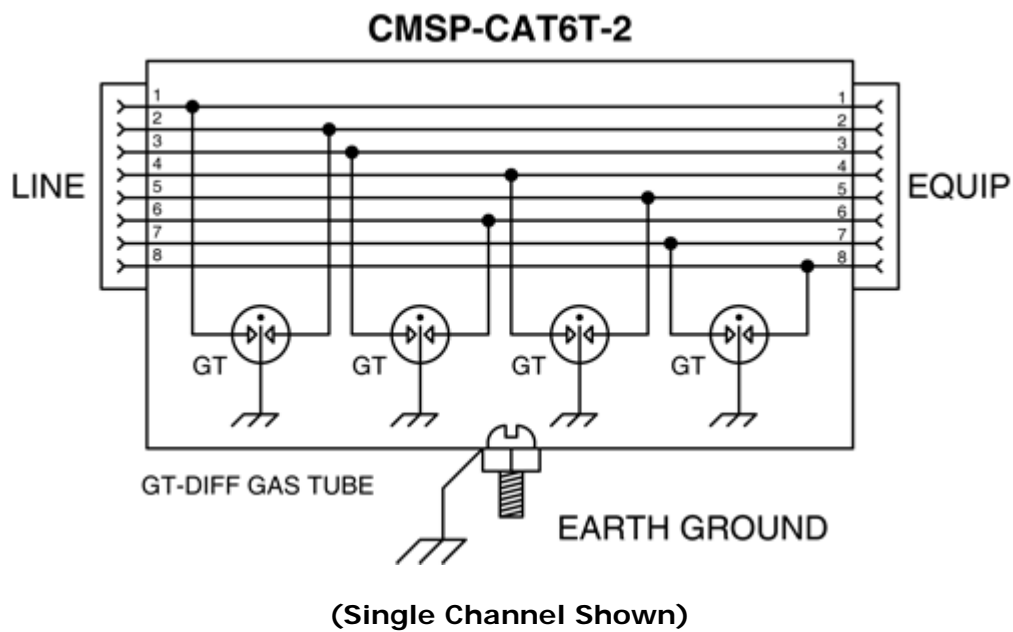 CMSP-CAT6T-2
1 1
2 2
3 3
4 4
5 5
6 6
7 7
8 8
LINE EQUIP
GT GT GT GT
GT-DIFF GAS TUBE
EARTH GROUND
(Single Channel Shown)